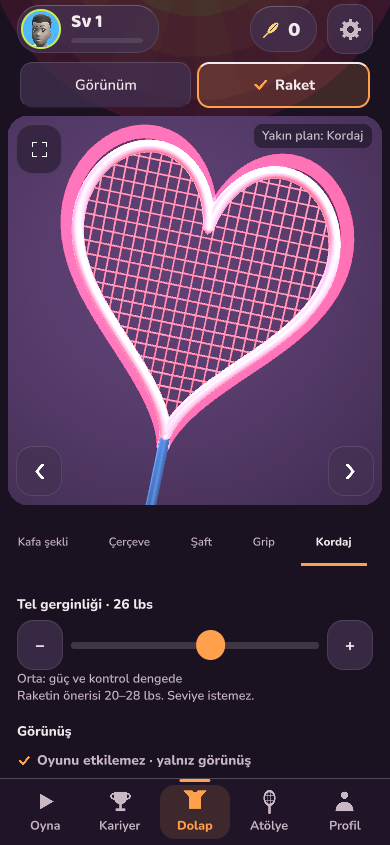 Sv 1
0
Görünüm
Raket
Yakın plan: Kordaj
Kafa şekli
Çerçeve
Şaft
Grip
Kordaj
Tel gerginliği · 26 lbs
Orta: güç ve kontrol dengede
Raketin önerisi 20–28 lbs. Seviye istemez.
Görünüş
Oyunu etkilemez · yalnız görünüş
Oyna
Kariyer
Dolap
Atölye
Profil